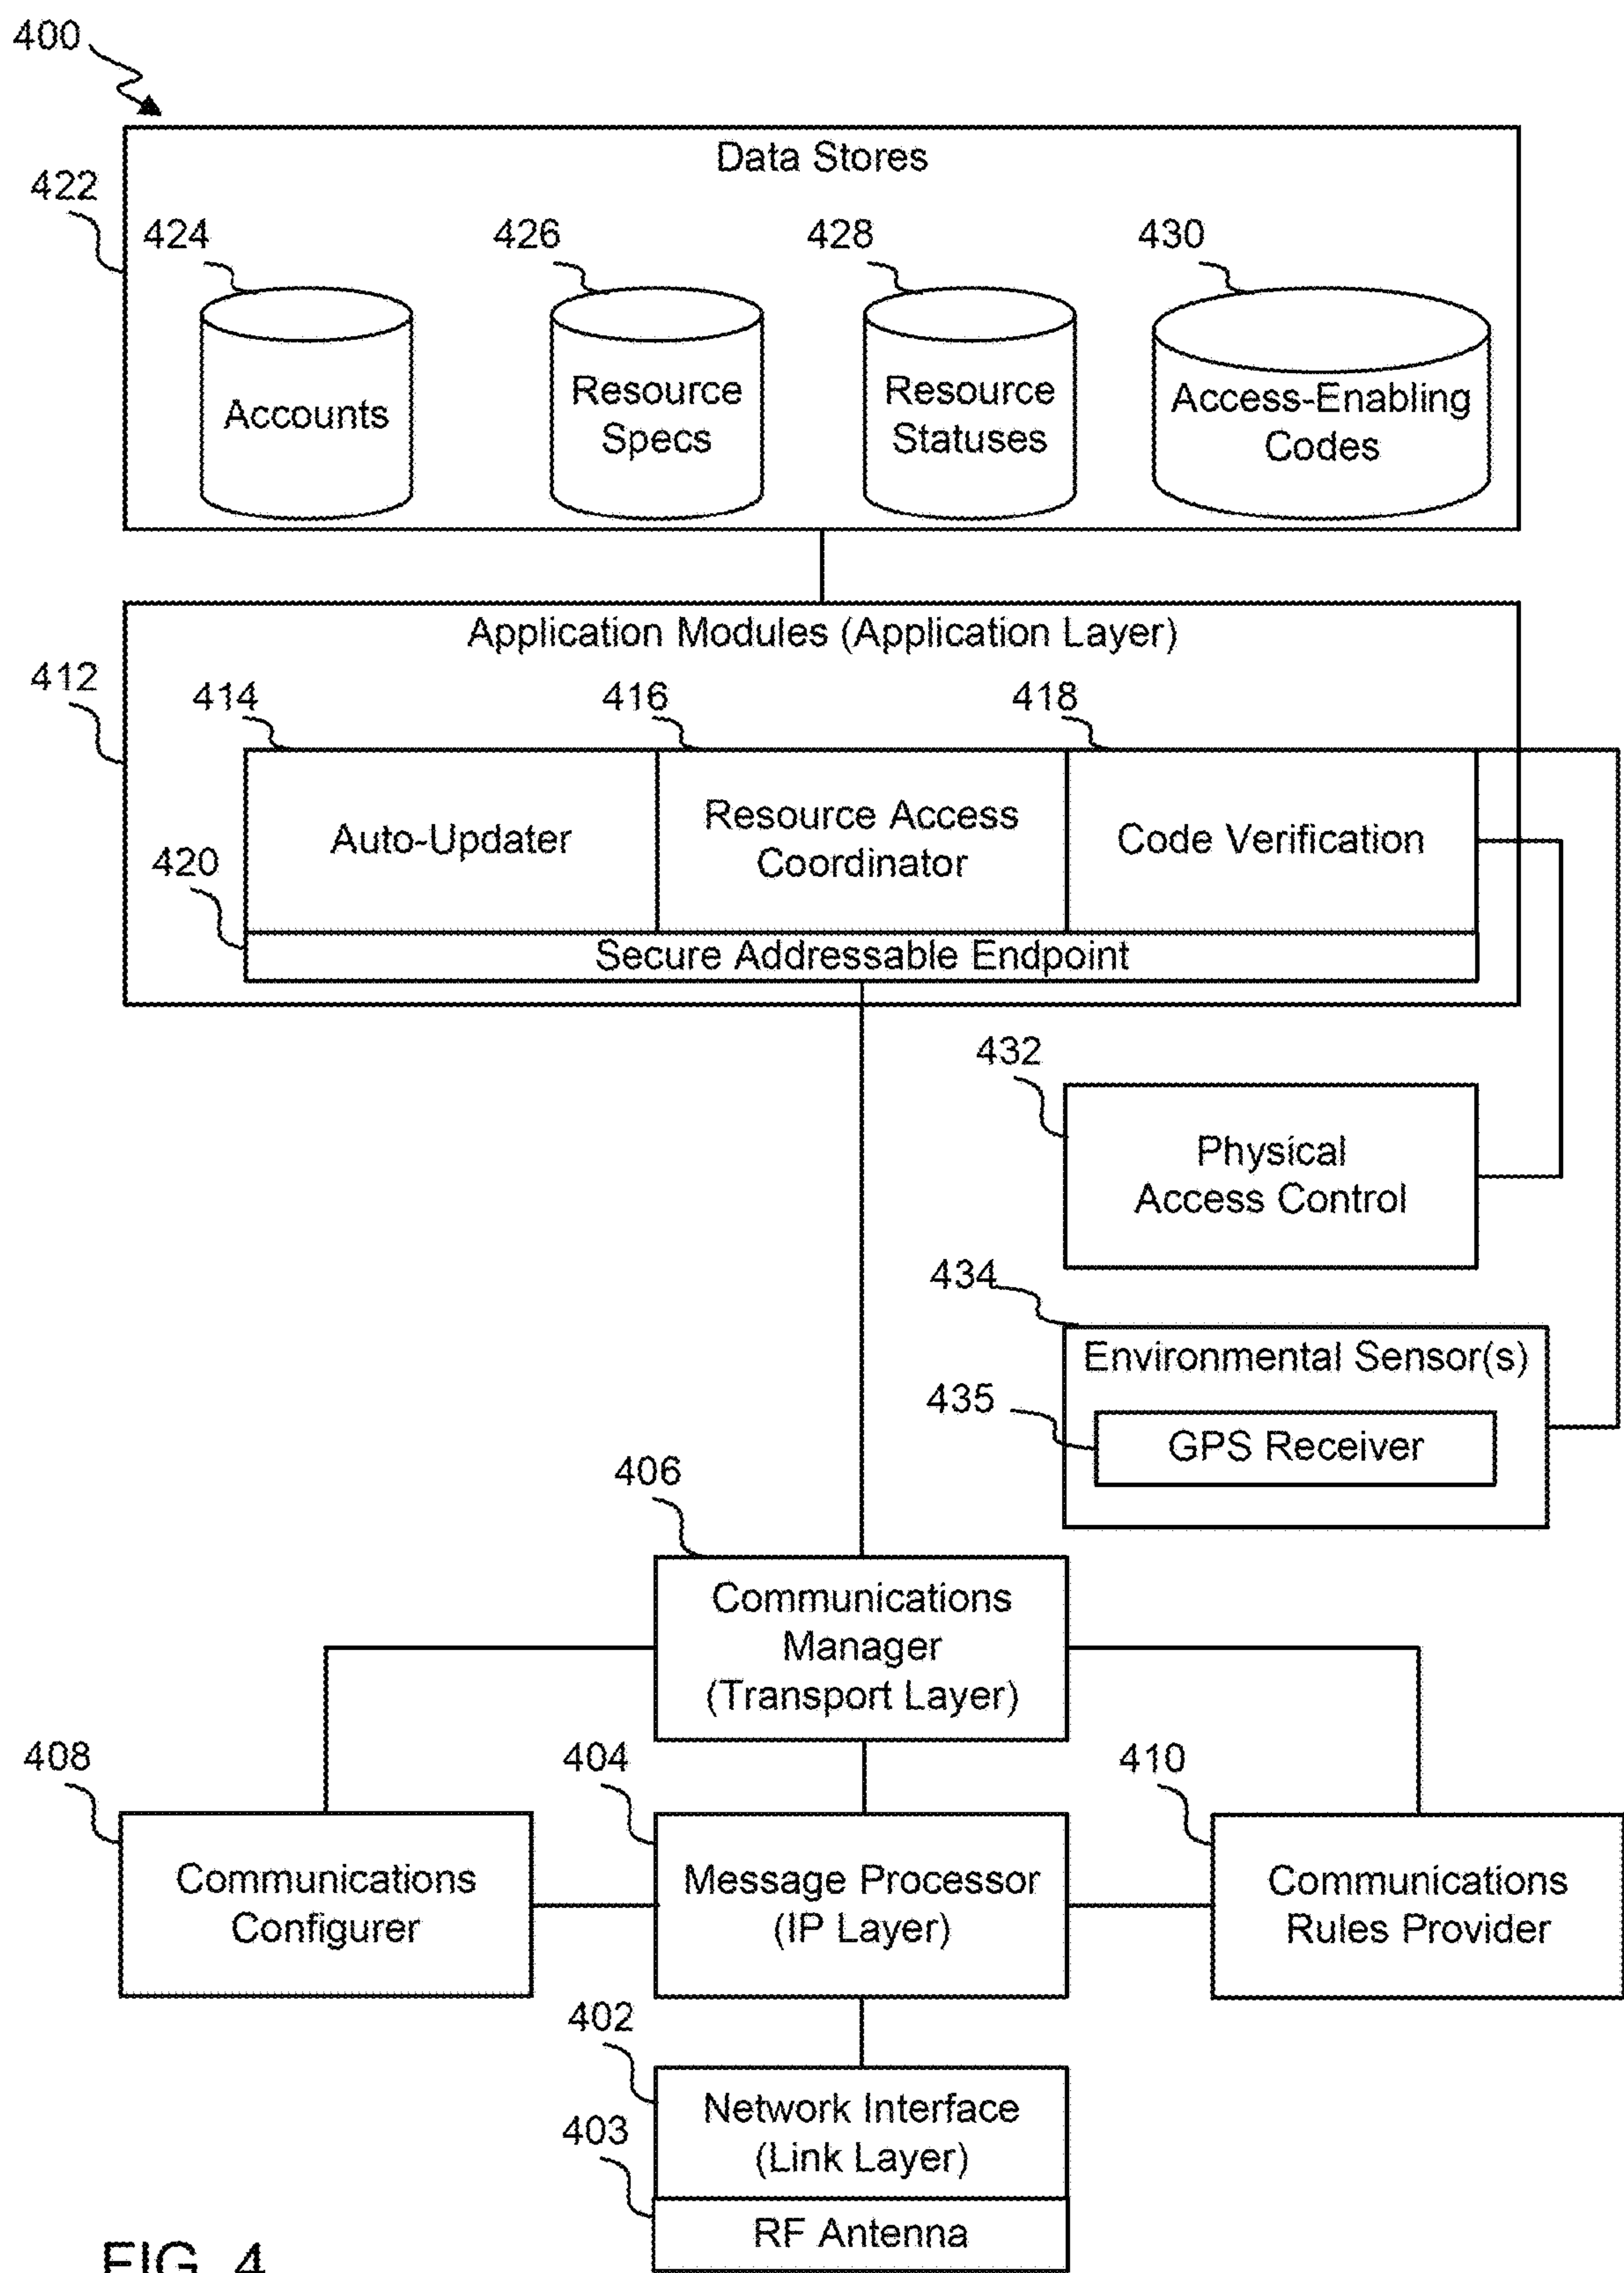 400
Data Stores
422
424
426
428
430
Accounts
Resource
Specs
Resource
Statuses
Access-Enabling
Codes
Application Modules (Application Layer)
412
414
416
418
Auto-Updater
Resource Access
Coordinator
Code Verification
420
Secure Addressable Endpoint
432
Physical
Access Control
434
Environmental Sensor(s)
435
GPS Receiver
406
Communications
Manager
(Transport Layer)
408
404
410
Communications
Configurer
Message Processor
(IP Layer)
Communications
Rules Provider
402
Network Interface
(Link Layer)
403
RF Antenna
FIG. 4